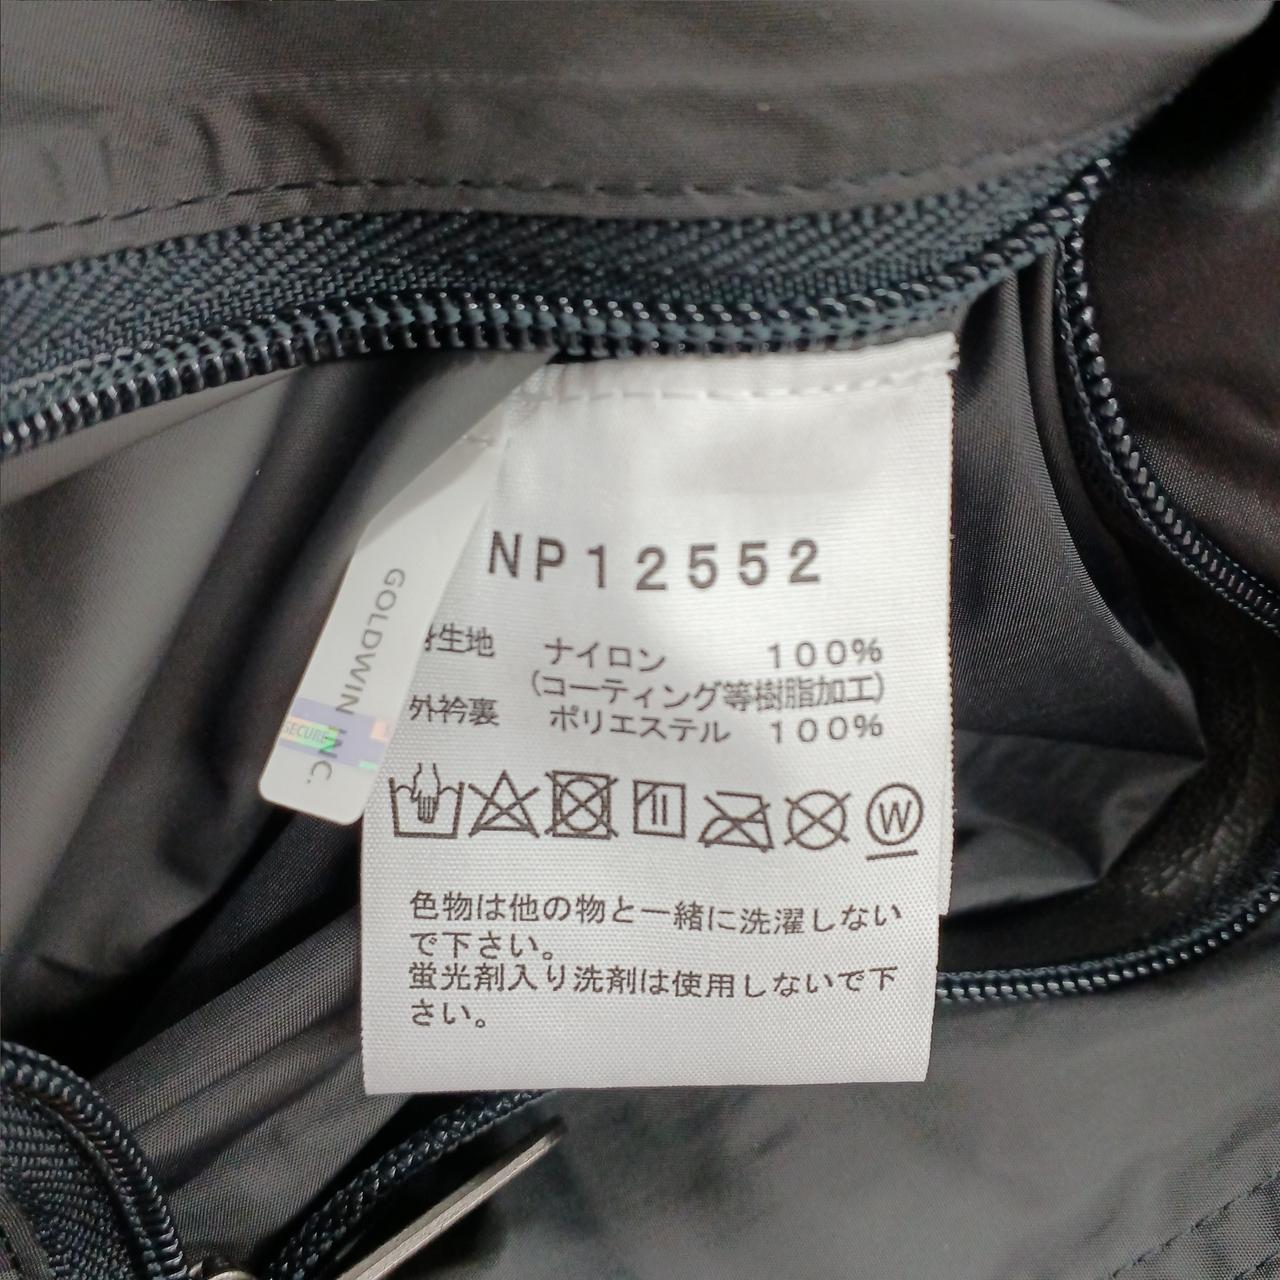 NP12552
身生地 ナイロン 100%
(コーティング等樹脂加工)
外衿裏 ポリエステル 100%
W
色物は他の物と一緒に洗濯しない
で下さい。
蛍光剤入り洗剤は使用しないで下
さい。
GOLDWIN INC.
SECURE